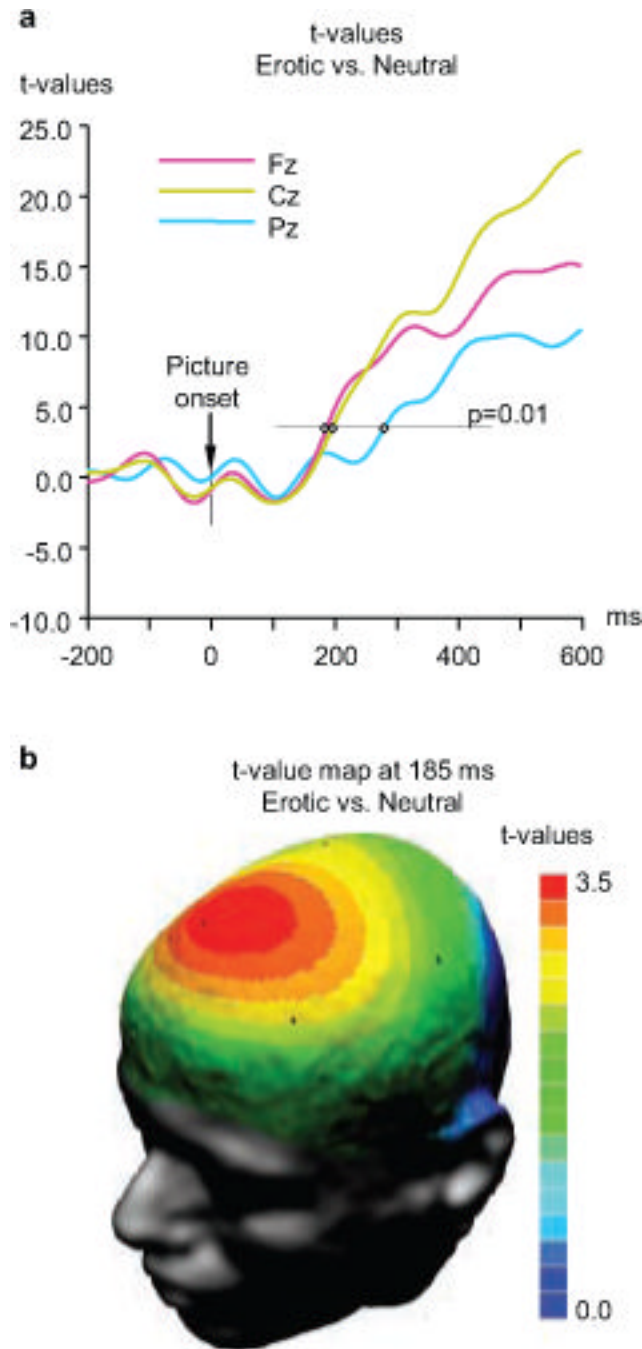 a
t-values
Erotic vs. Neutral
t-values
25.0
20.0
15.0
10.0
5.0
0.0
-5.0
-10.0
Fz
Cz
Pz
Picture
onset
p=0.01
ms
-200 0 200 400 600
b
t-value map at 185 ms
Erotic vs. Neutral
t-values
3.5
0.0